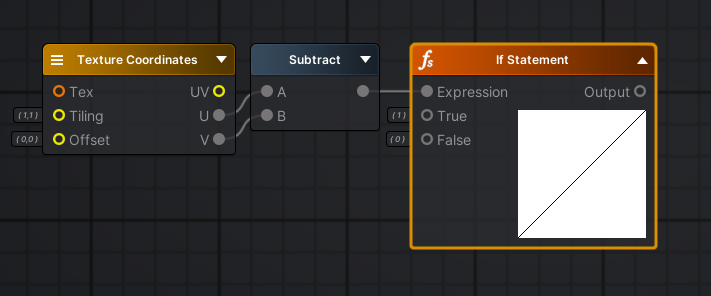 Texture Coordinates
Subtract
fs
If Statement
Tex
UV
A
Expression
Output
(1,1)
Tiling
U
B
(1)
True
(0,0)
Offset
V
(0)
False